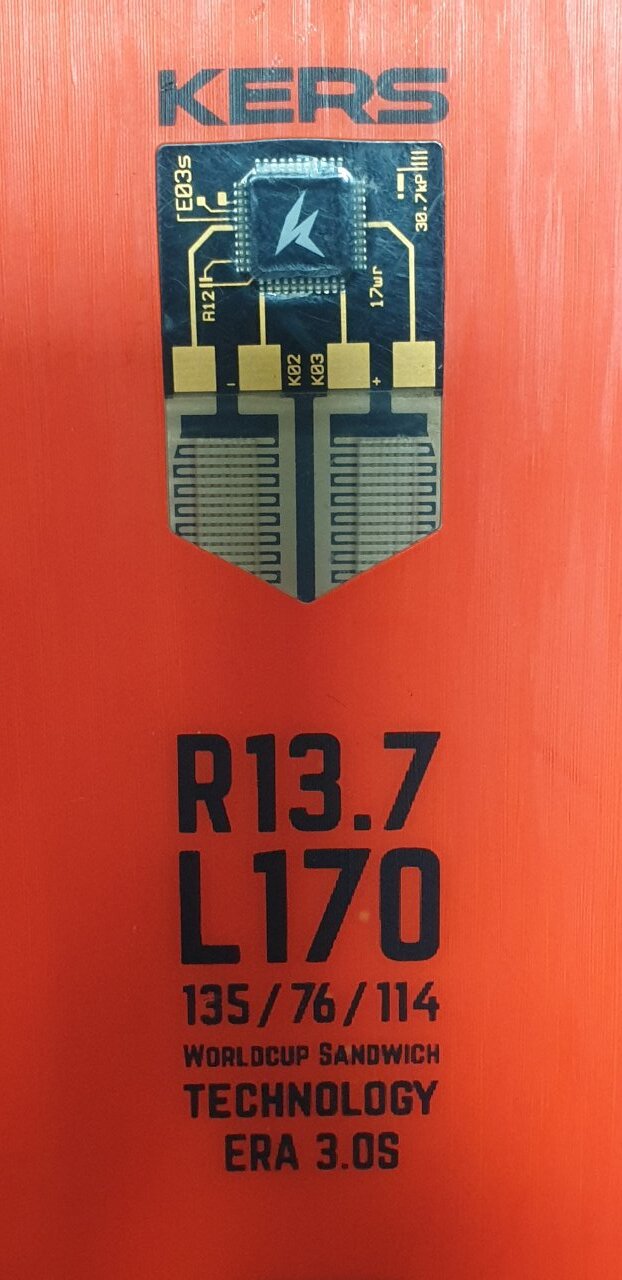 KERS
E03s
30.7kP
R12
17wr
-
K02
K03
+
R13.7
L170
135/76/114
WORLDCUP SANDWICH
TECHNOLOGY
ERA 3.0S